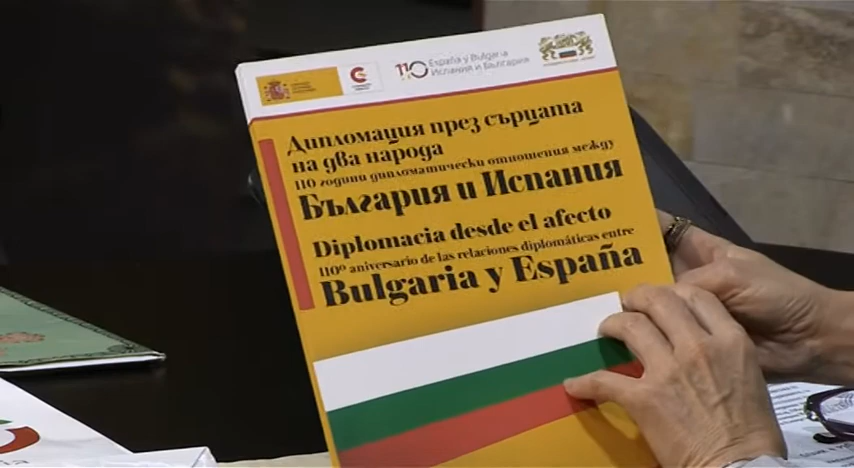 110 España y Bulgaria
Испания и България
Дипломация през сърцата
на два народа
110 години дипломатически отношения между
България и Испания
Diplomacia desde el afecto
110º aniversario de las relaciones diplomáticas entre
Bulgaria y España